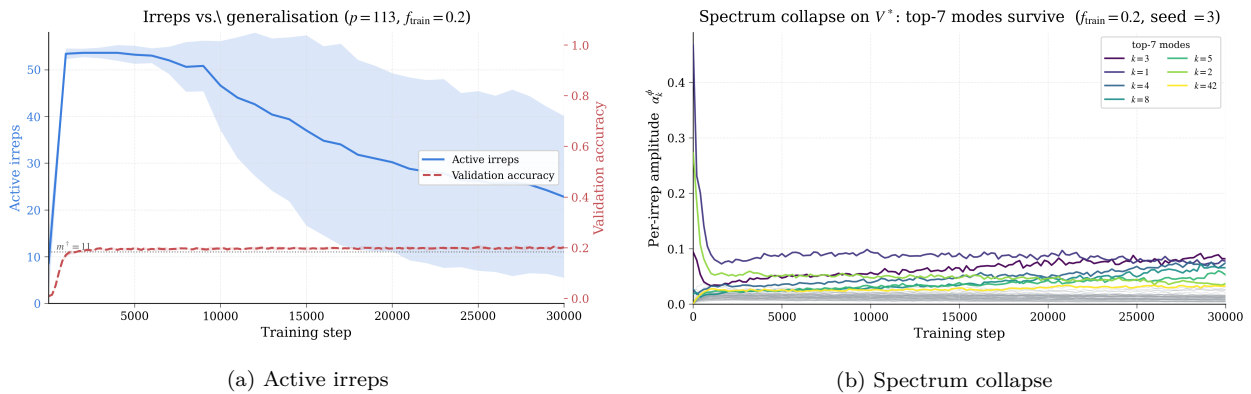 Irreps vs.\ generalisation (p=113, f_train=0.2)
Active irreps
50
40
30
20
10
0
m^† = 11
Active irreps
Validation accuracy
1.0
0.8
0.6
0.4
0.2
0.0
Validation accuracy
5000 10000 15000 20000 25000 30000
Training step
(a) Active irreps
Spectrum collapse on V*: top-7 modes survive (f_train=0.2, seed =3)
Per-irrep amplitude α_k^ϕ
0.4
0.3
0.2
0.1
0.0
top-7 modes
k=3 k=5
k=1 k=2
k=4 k=42
k=8
0 5000 10000 15000 20000 25000 30000
Training step
(b) Spectrum collapse